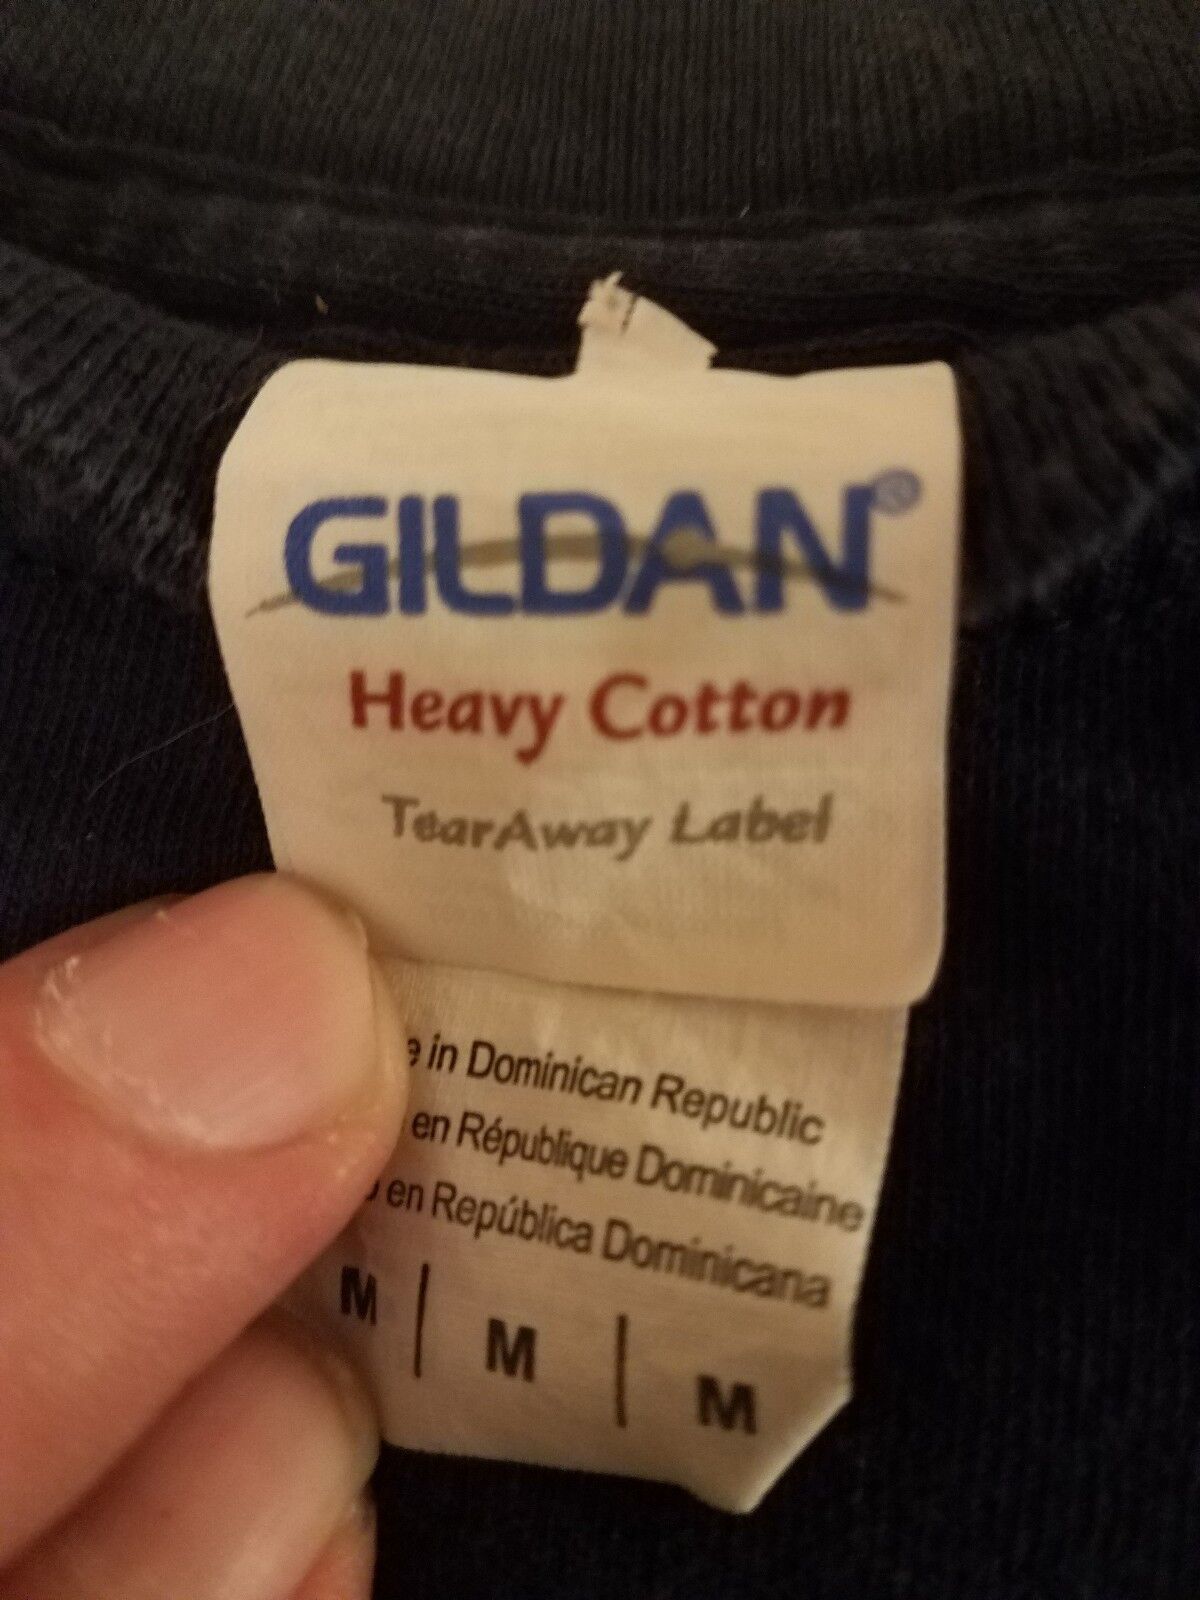 GILDAN®
Heavy Cotton
TearAway Label
e in Dominican Republic
en République Dominicaine
o en República Dominicana
M | M | M